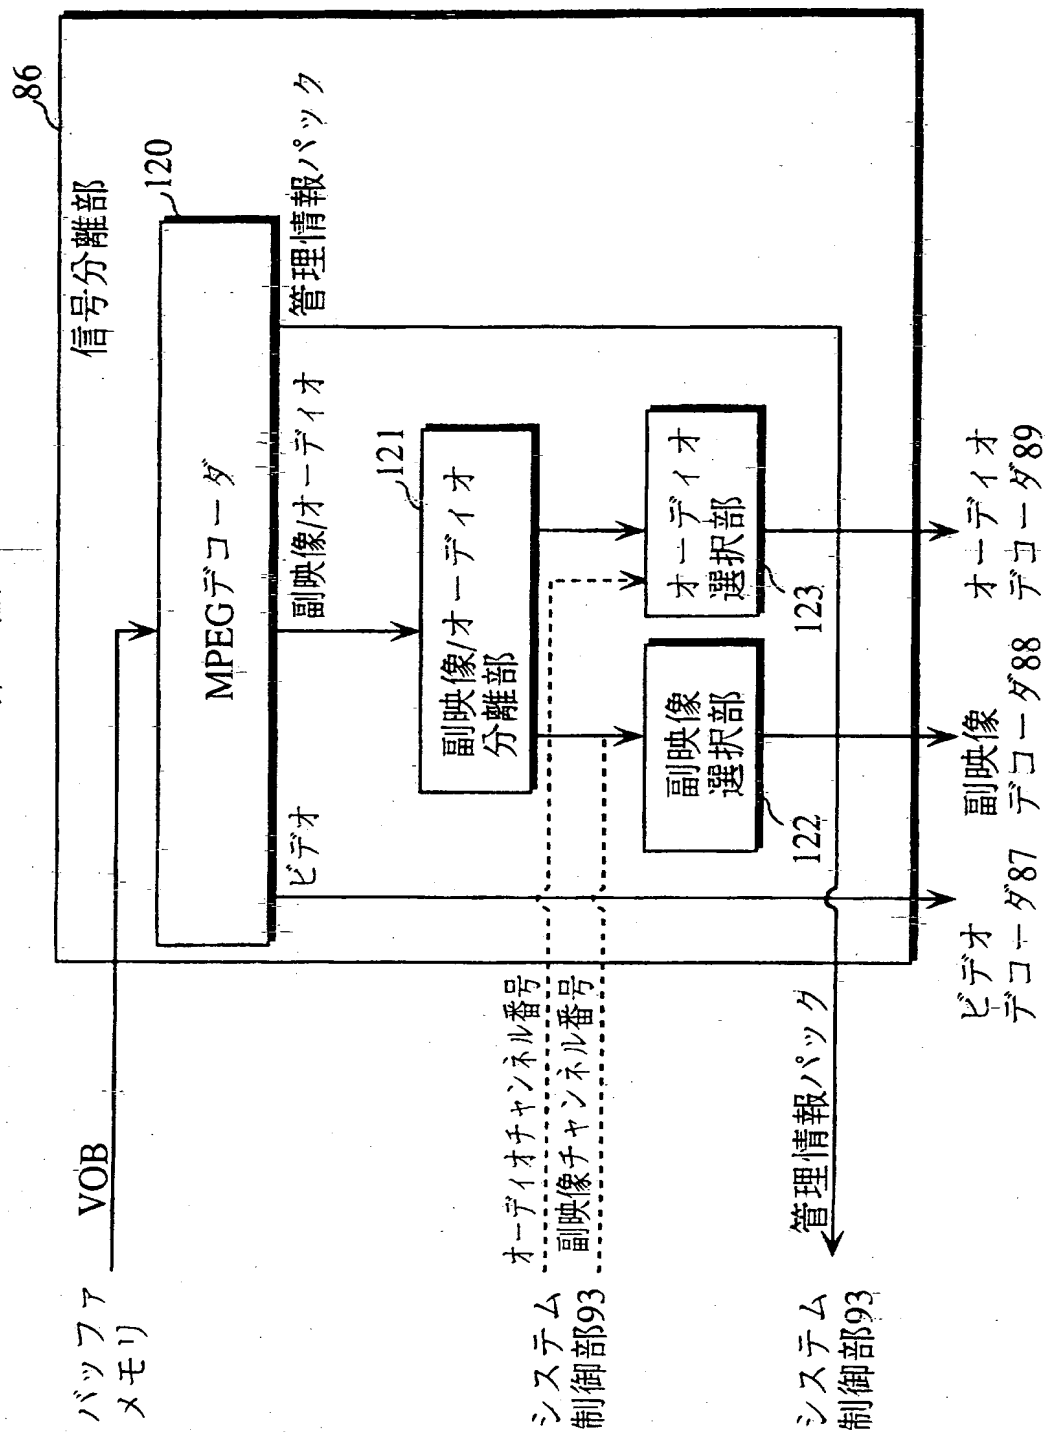 86
信号分離部
120
MPEGデコーダ
VOB
バッファ
メモリ
ビデオ
副映像/オーディオ
管理情報パック
121
副映像/オーディオ
分離部
オーディオチャンネル番号
副映像チャンネル番号
システム
制御部93
副映像
選択部
122
オーディオ
選択部
123
管理情報パック
システム
制御部93
ビデオ
デコーダ87
副映像
デコーダ88
オーディオ
デコーダ89